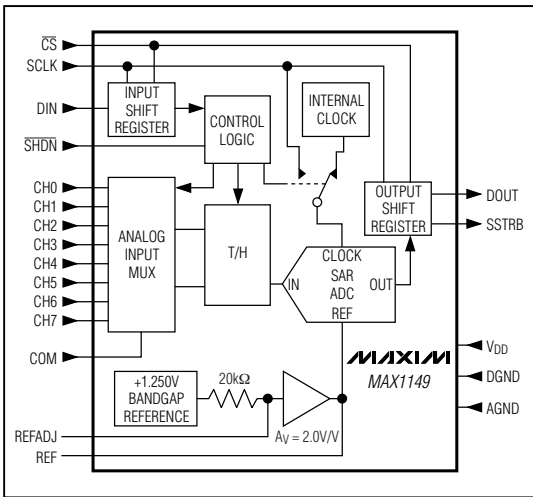 CS
SCLK
DIN
SHDN
CH0
CH1
CH2
CH3
CH4
CH5
CH6
CH7
COM
REFADJ
REF
INPUT
SHIFT
REGISTER
CONTROL
LOGIC
INTERNAL
CLOCK
OUTPUT
SHIFT
REGISTER
DOUT
SSTRB
ANALOG
INPUT
MUX
T/H
CLOCK
IN
SAR
ADC
OUT
REF
+1.250V
BANDGAP
REFERENCE
20kΩ
AV = 2.0V/V
MAXIM
MAX1149
VDD
DGND
AGND